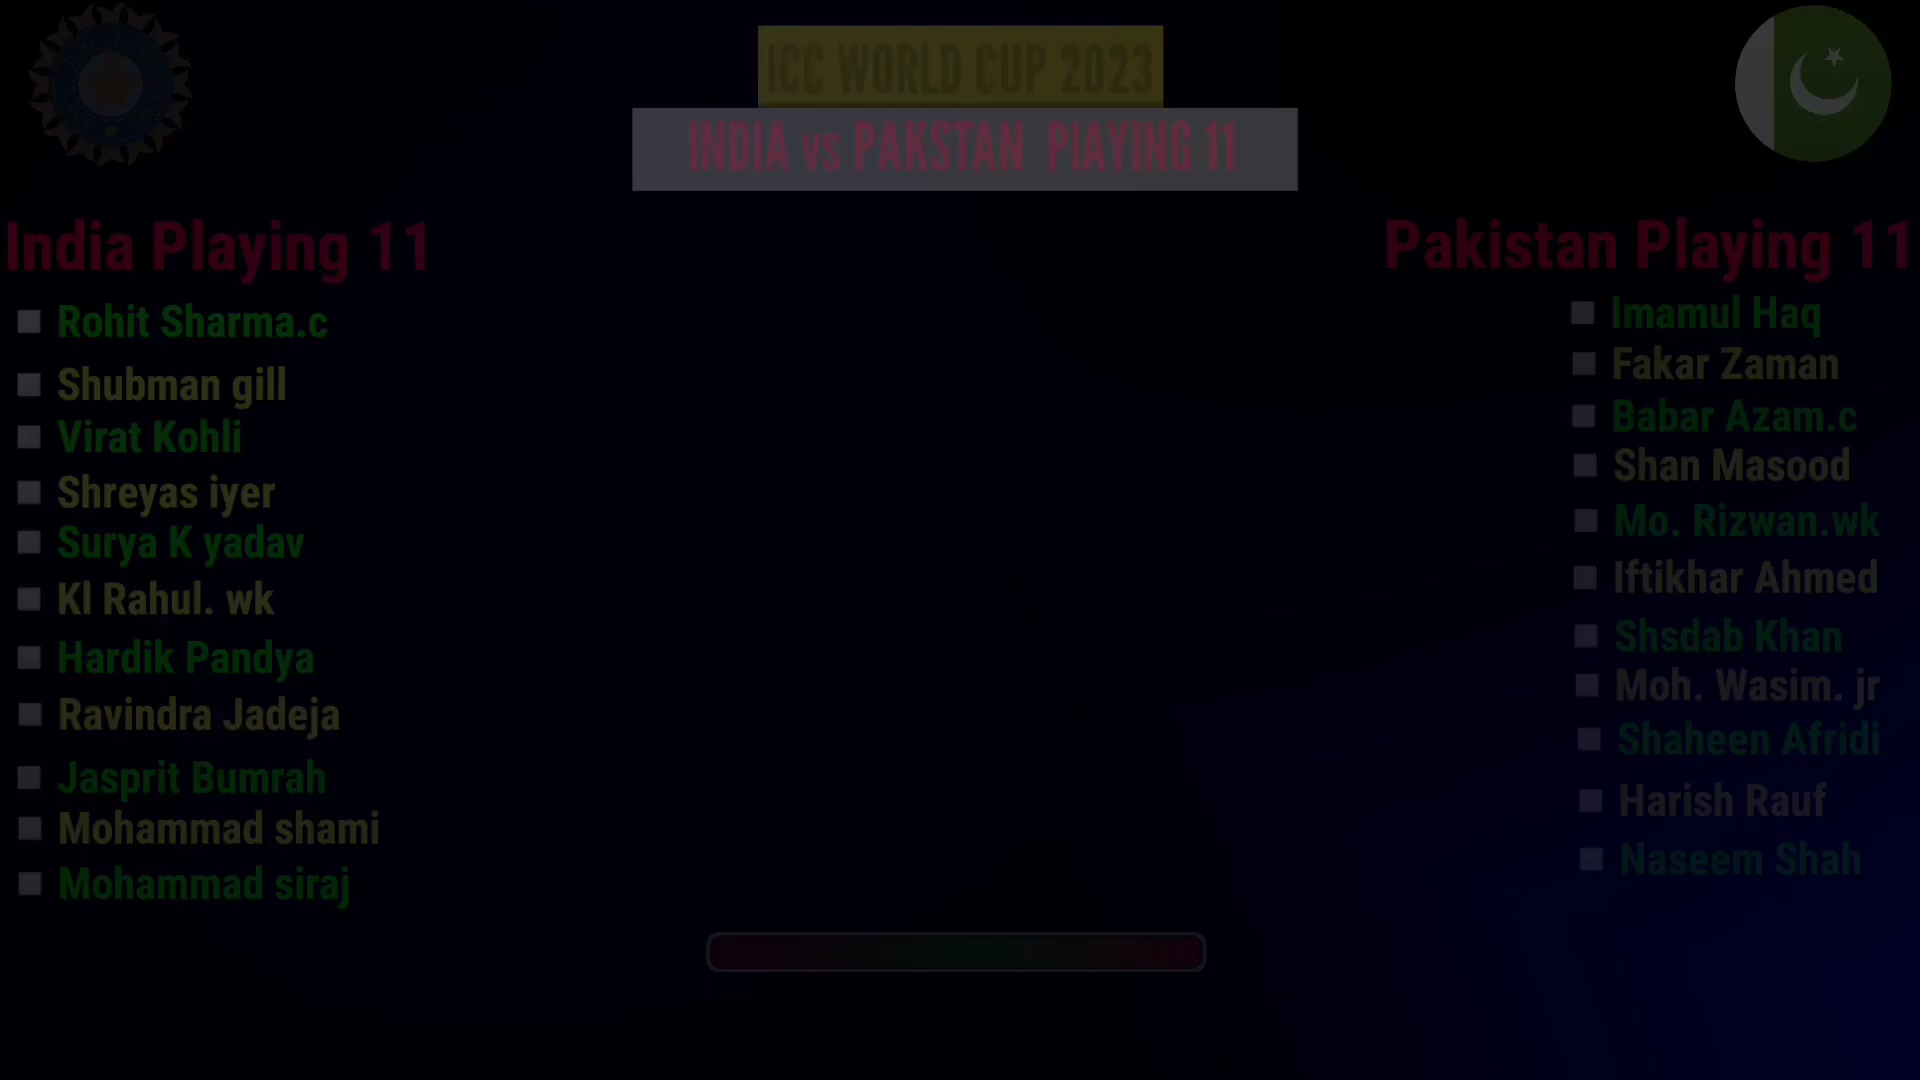 ICC WORLD CUP 2023
INDIA vs PAKSTAN PlAYING 11
India Playing 11
Rohit Sharma.c
Shubman gill
Virat Kohli
Shreyas iyer
Surya K yadav
Kl Rahul. wk
Hardik Pandya
Ravindra Jadeja
Jasprit Bumrah
Mohammad shami
Mohammad siraj
Pakistan Playing 11
Imamul Haq
Fakar Zaman
Babar Azam.c
Shan Masood
Mo. Rizwan.wk
Iftikhar Ahmed
Shsdab Khan
Moh. Wasim. jr
Shaheen Afridi
Harish Rauf
Naseem Shah